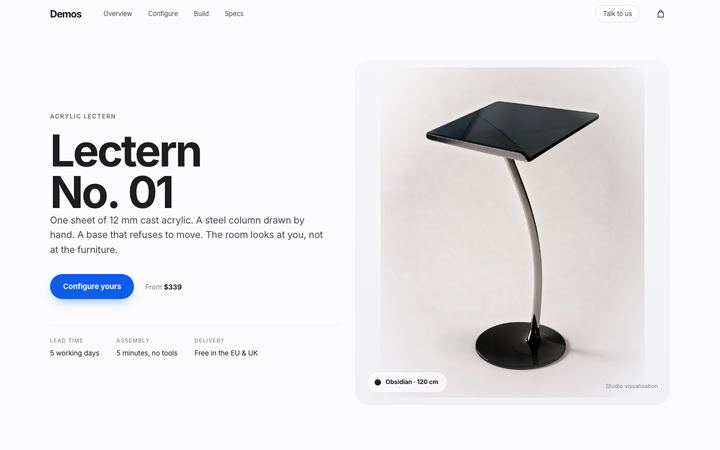 Demos
Overview
Configure
Build
Specs
Talk to us
ACRYLIC LECTERN
Lectern
No. 01
One sheet of 12 mm cast acrylic. A steel column drawn by
hand. A base that refuses to move. The room looks at you, not
at the furniture.
Configure yours
From $339
LEAD TIME
5 working days
ASSEMBLY
5 minutes, no tools
DELIVERY
Free in the EU & UK
Obsidian · 120 cm
Studio visualisation